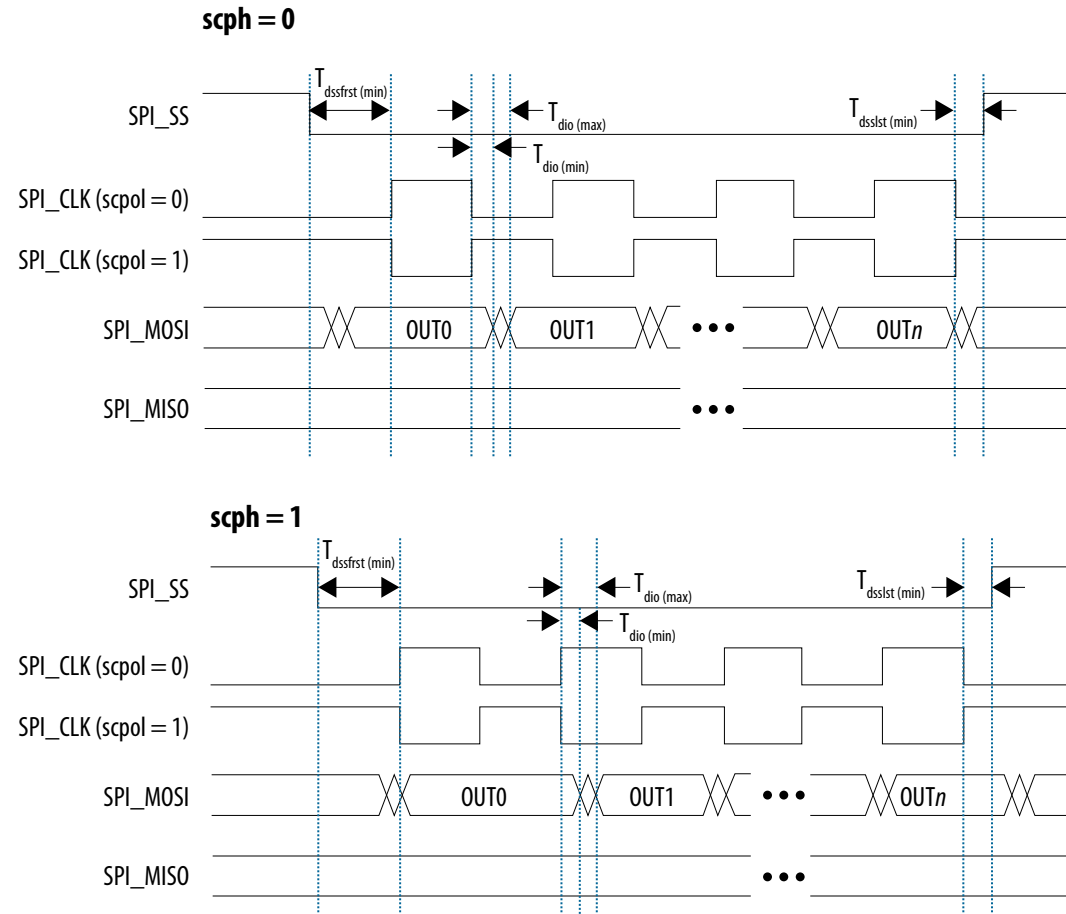 scph = 0
T dssfrst (min)
SPI_SS
T dio (max)
T dsslst (min)
T dio (min)
SPI_CLK (scpol = 0)
SPI_CLK (scpol = 1)
SPI_MOSI OUT0 OUT1 ••• OUTn
SPI_MISO •••
scph = 1
T dssfrst (min)
SPI_SS
T dio (max)
T dsslst (min)
T dio (min)
SPI_CLK (scpol = 0)
SPI_CLK (scpol = 1)
SPI_MOSI OUT0 OUT1 ••• OUTn
SPI_MISO •••